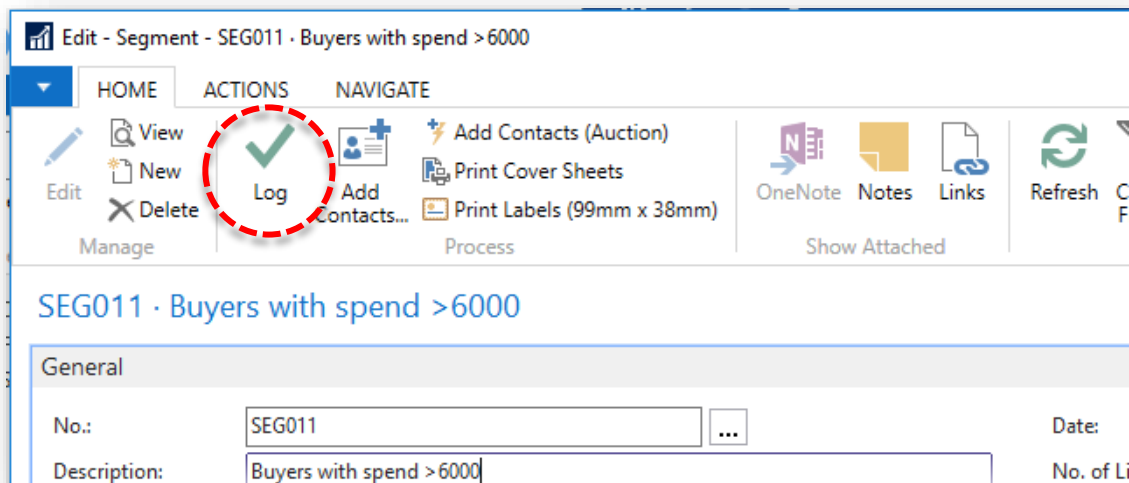 Edit - Segment - SEG011 · Buyers with spend >6000
HOME ACTIONS NAVIGATE
View
New
Delete
Edit
Manage
Log
Add Contacts...
Add Contacts (Auction)
Print Cover Sheets
Print Labels (99mm x 38mm)
Process
OneNote
Notes
Links
Show Attached
Refresh
SEG011 · Buyers with spend >6000
General
No.: SEG011 ...
Date:
Description: Buyers with spend >6000
No. of